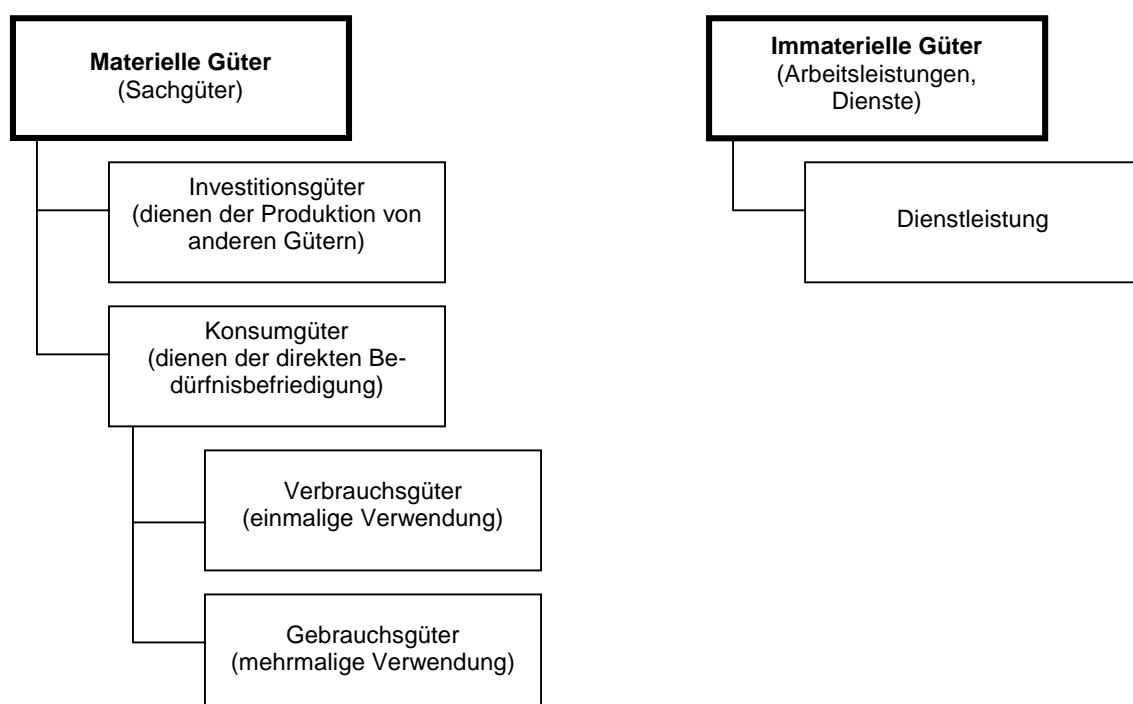 Materielle Güter
(Sachgüter)
Immaterielle Güter
(Arbeitsleistungen,
Dienste)
Investitionsgüter
(dienen der Produktion von
anderen Gütern)
Dienstleistung
Konsumgüter
(dienen der direkten Be-
dürfnisbefriedigung)
Verbrauchsgüter
(einmalige Verwendung)
Gebrauchsgüter
(mehrmalige Verwendung)